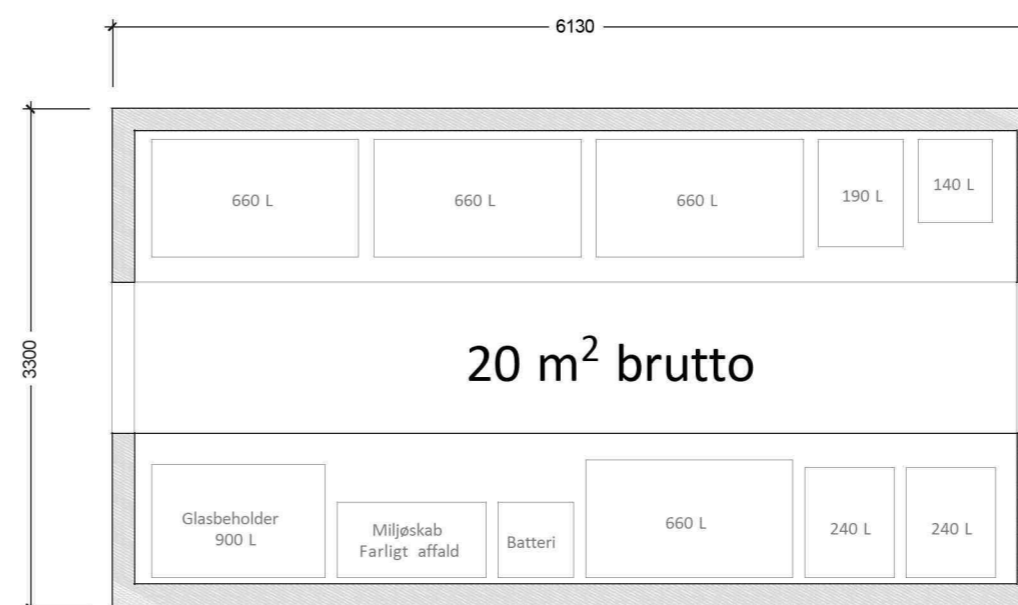 6130
660 L
660 L
660 L
190 L
140 L
3300
20 m² brutto
Glasbeholder
900 L
Miljøskab
Farligt affald
Batteri
660 L
240 L
240 L